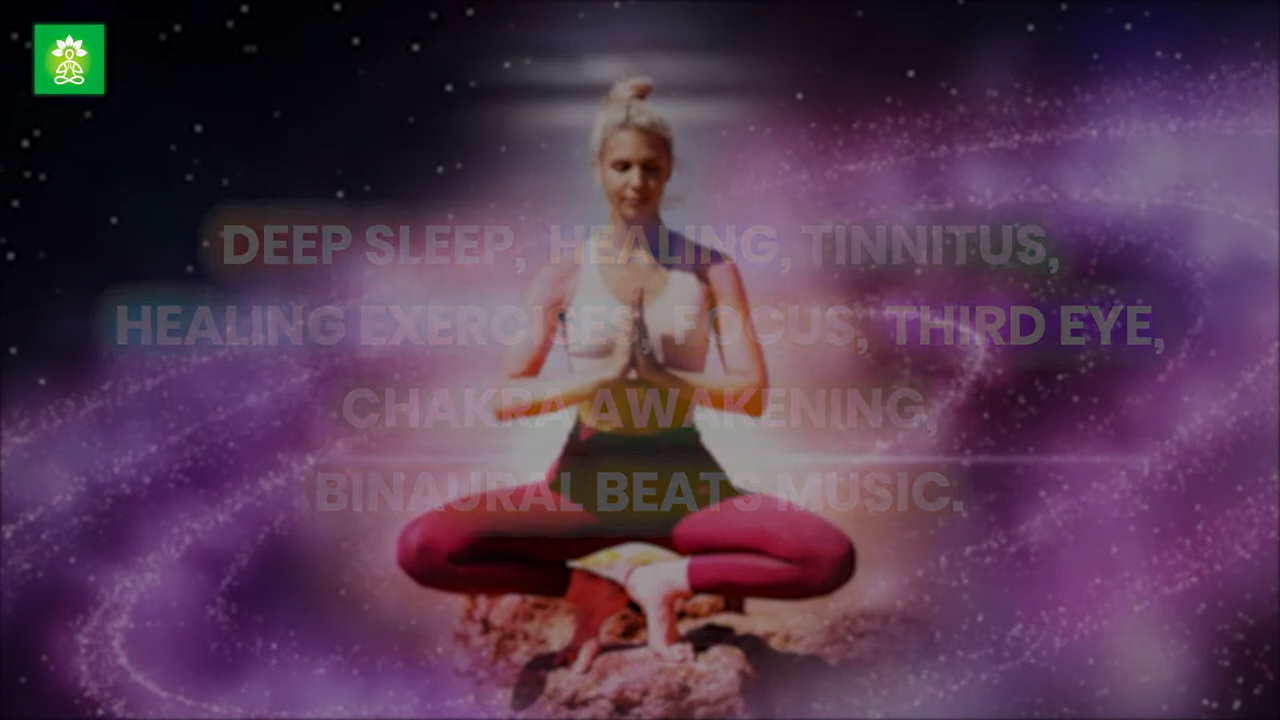 DEEP SLEEP, HEALING, TINNITUS,
HEALING EXERCISES, FOCUS, THIRD EYE,
CHAKRA AWAKENING,
BINAURAL BEATS MUSIC.